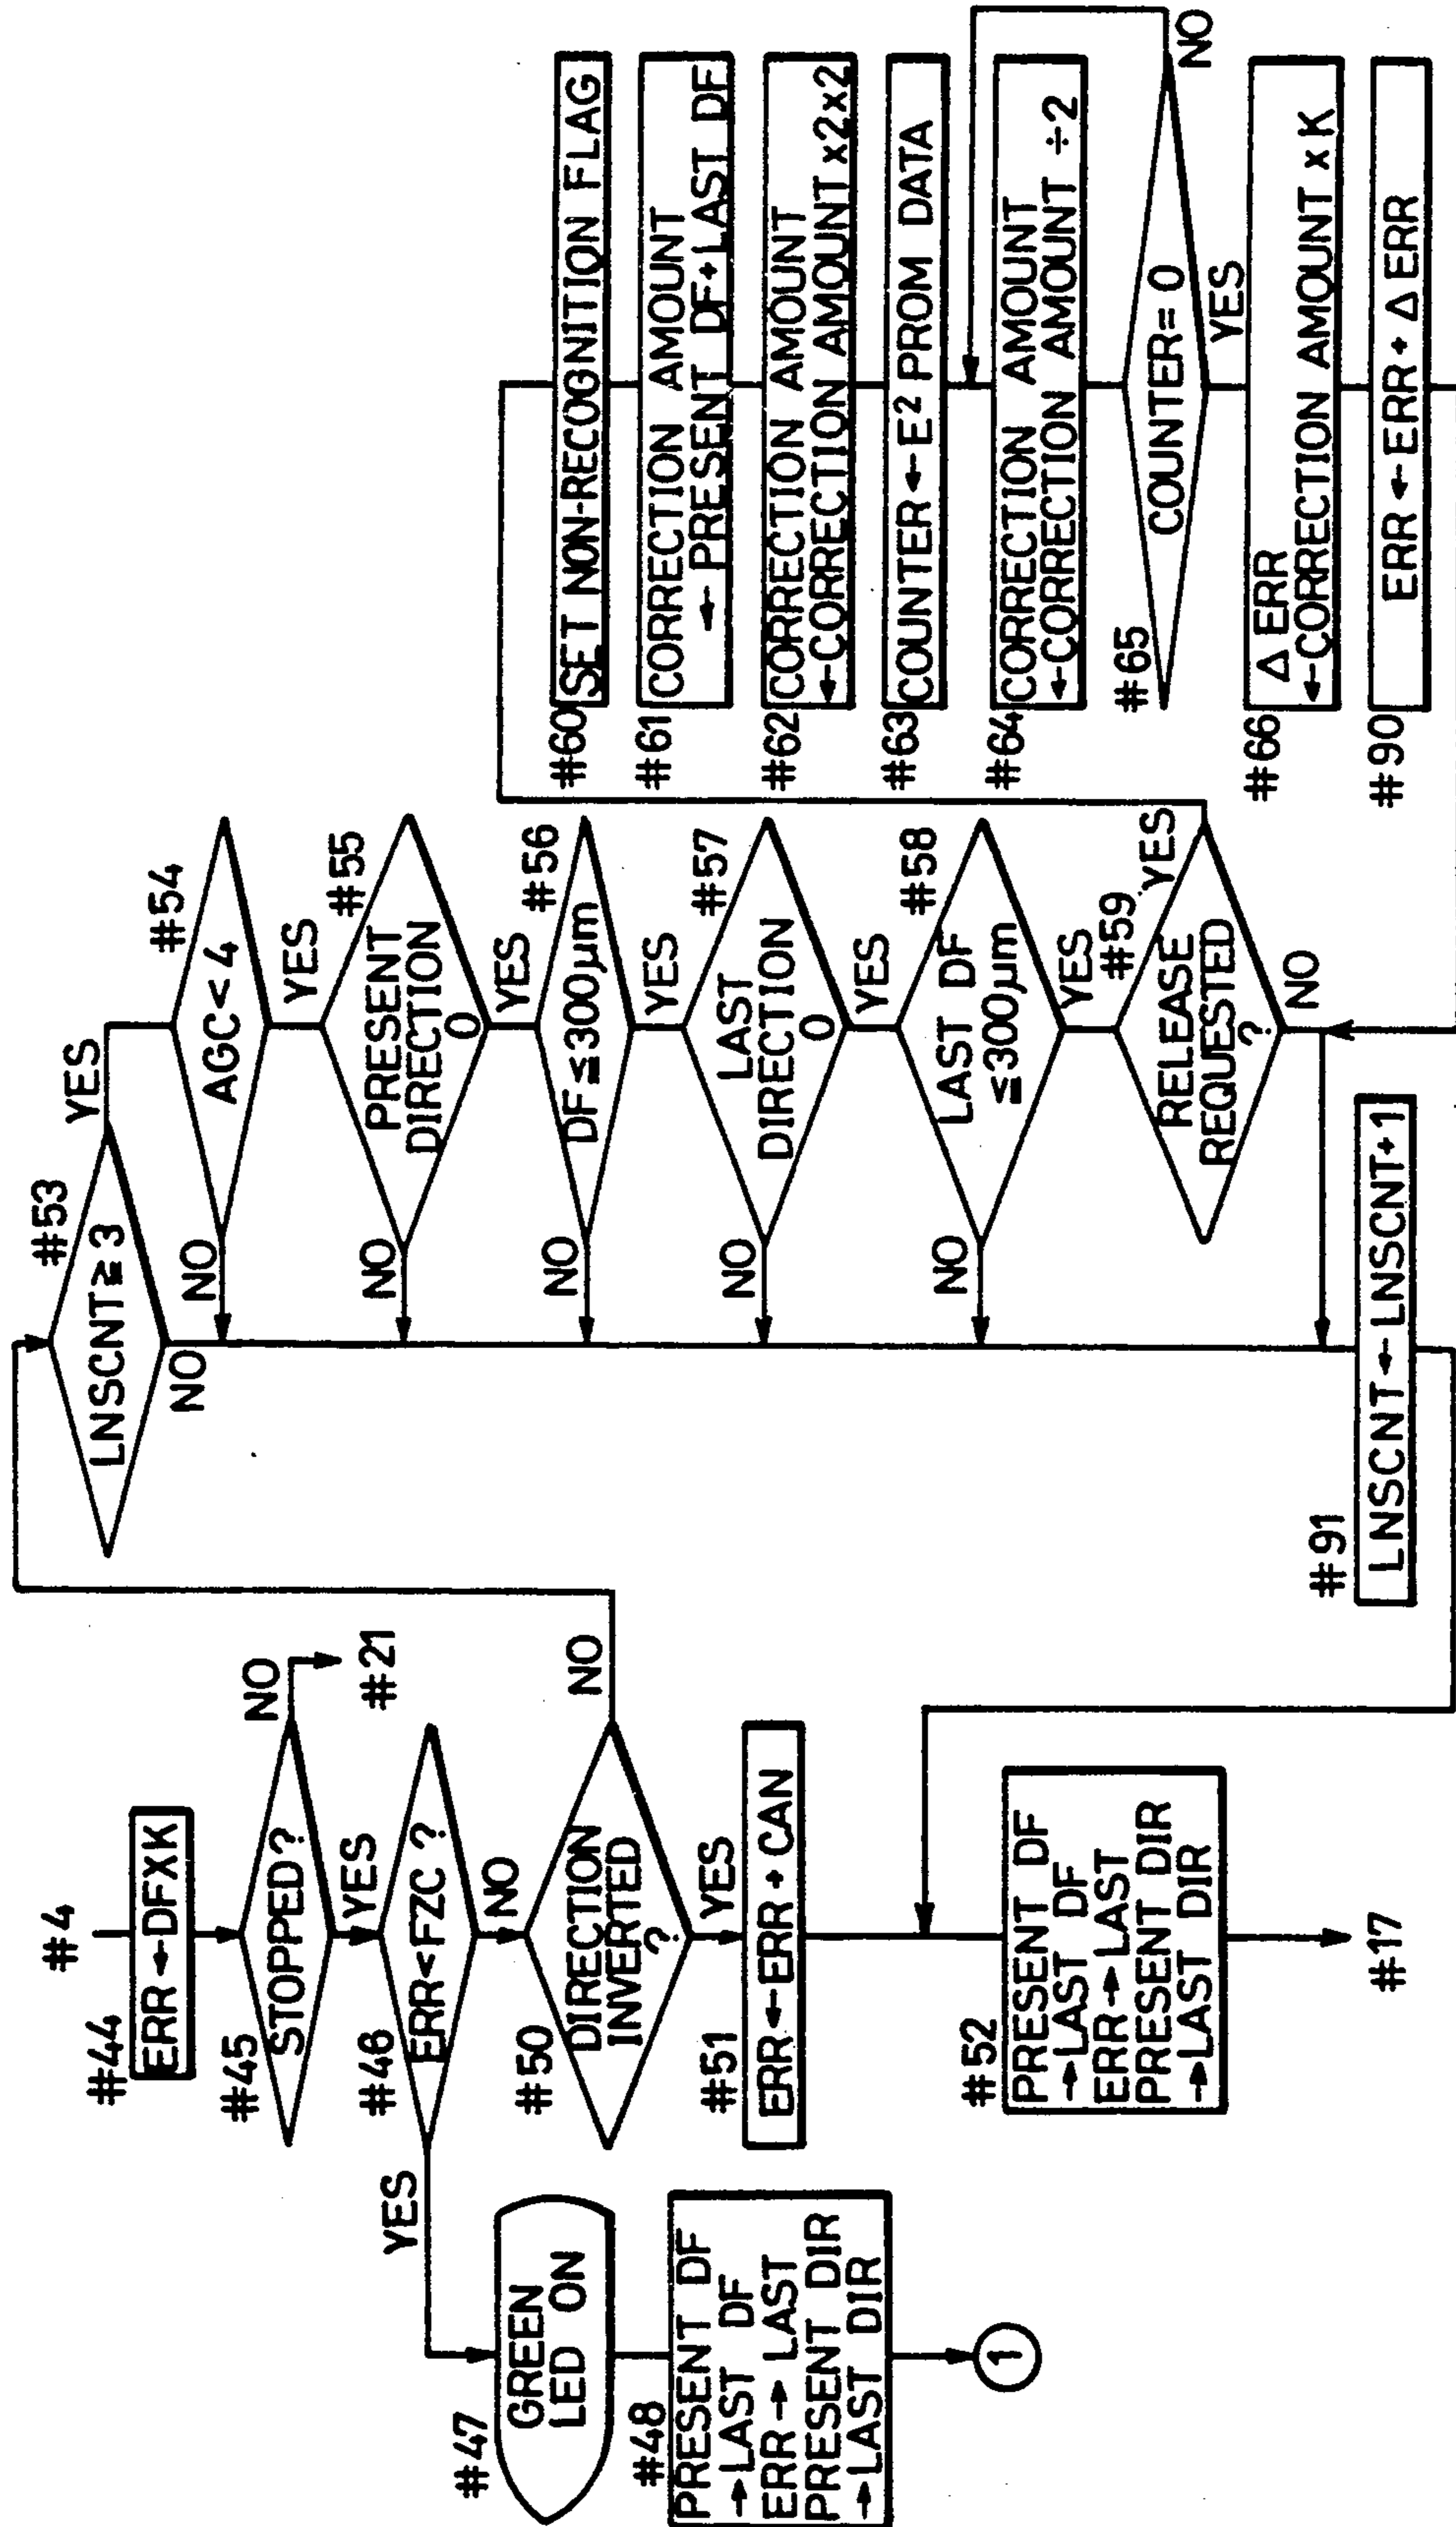 #4
#44
ERR←DFXK
#45
STOPPED?
NO
#21
YES
#46
ERR<FZC ?
YES
NO
#47
GREEN
LED ON
#48
PRESENT DF
→LAST DF
ERR→ LAST
PRESENT DIR
→LAST DIR
1
#50
DIRECTION
INVERTED
?
NO
YES
#51
ERR←ERR + CAN
#52
PRESENT DF
→LAST DF
ERR→LAST
PRESENT DIR
→LAST DIR
#17
#53
LNSCNT≧3
YES
NO
#54
AGC<4
NO
YES
#55
PRESENT
DIRECTION
0
NO
YES
#56
DF≦300μm
NO
YES
#57
LAST
DIRECTION
0
NO
YES
#58
LAST DF
≦300μm
NO
YES
#59
RELEASE
REQUESTED
?
YES
NO
#91
LNSCNT←LNSCNT+1
#60
SET NON-RECOGNITION FLAG
#61
CORRECTION AMOUNT
← PRESENT DF+LAST DF
#62
CORRECTION AMOUNT
←CORRECTION AMOUNT x2x2
#63
COUNTER←E² PROM DATA
#64
CORRECTION AMOUNT
←CORRECTION AMOUNT ÷2
#65
COUNTER=0
NO
YES
#66
Δ ERR
←CORRECTION AMOUNT x K
#90
ERR←ERR+ Δ ERR